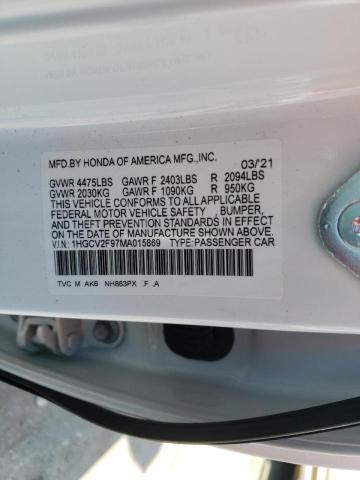 MFD.BY HONDA OF AMERICA MFG.,INC. 03/'21
GVWR 4475LBS GAWR F 2403LBS R 2094LBS
GVWR 2030KG GAWR F 1090KG R 950KG
THIS VEHICLE CONFORMS TO ALL APPLICABLE
FEDERAL MOTOR VEHICLE SAFETY , BUMPER,
AND THEFT PREVENTION STANDARDS IN EFFECT
ON THE DATE OF MANUFACTURE SHOWN ABOVE.
V.I.N: 1HGCV2F97MA015869 TYPE:PASSENGER CAR
TVC M AK6 NH883PX .F .A